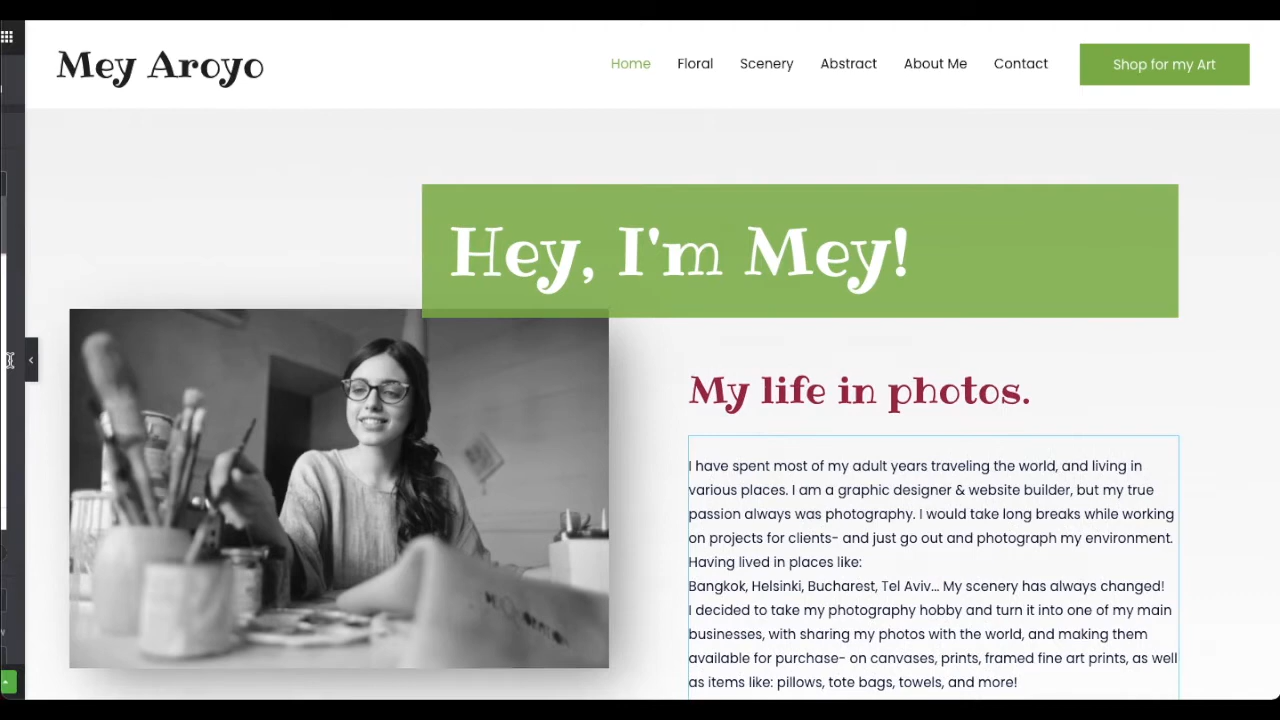 Mey Aroyo
Home Floral Scenery Abstract About Me Contact Shop for my Art
Hey, I'm Mey!
My life in photos.
I have spent most of my adult years traveling the world, and living in
various places. I am a graphic designer & website builder, but my true
passion always was photography. I would take long breaks while working
on projects for clients- and just go out and photograph my environment.
Having lived in places like:
Bangkok, Helsinki, Bucharest, Tel Aviv... My scenery has always changed!
I decided to take my photography hobby and turn it into one of my main
businesses, with sharing my photos with the world, and making them
available for purchase- on canvases, prints, framed fine art prints, as well
as items like: pillows, tote bags, towels, and more!